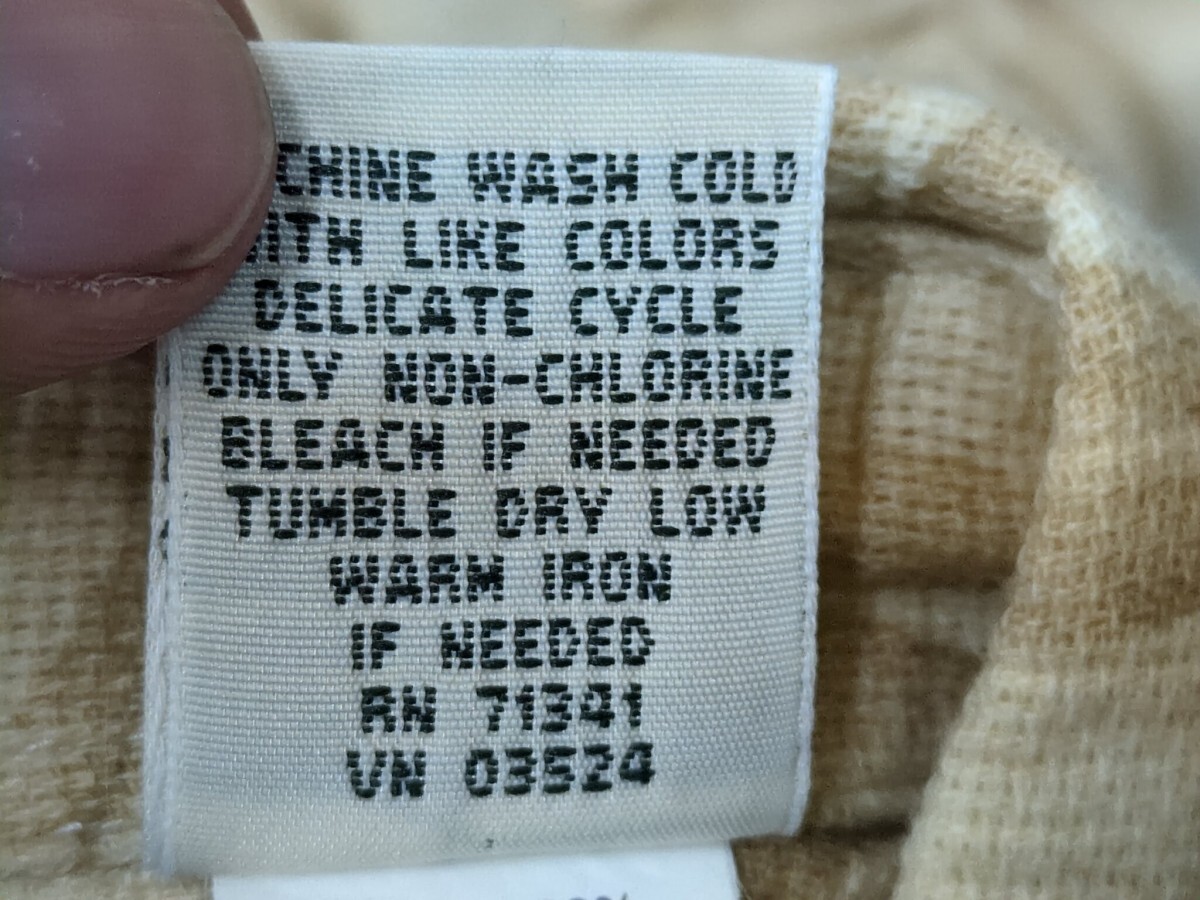 CHINE WASH COLD
ITH LIKE COLORS
DELICATE CYCLE
ONLY NON-CHLORINE
BLEACH IF NEEDED
TUMBLE DRY LOW
WARM IRON
IF NEEDED
RN 71341
VN 03524